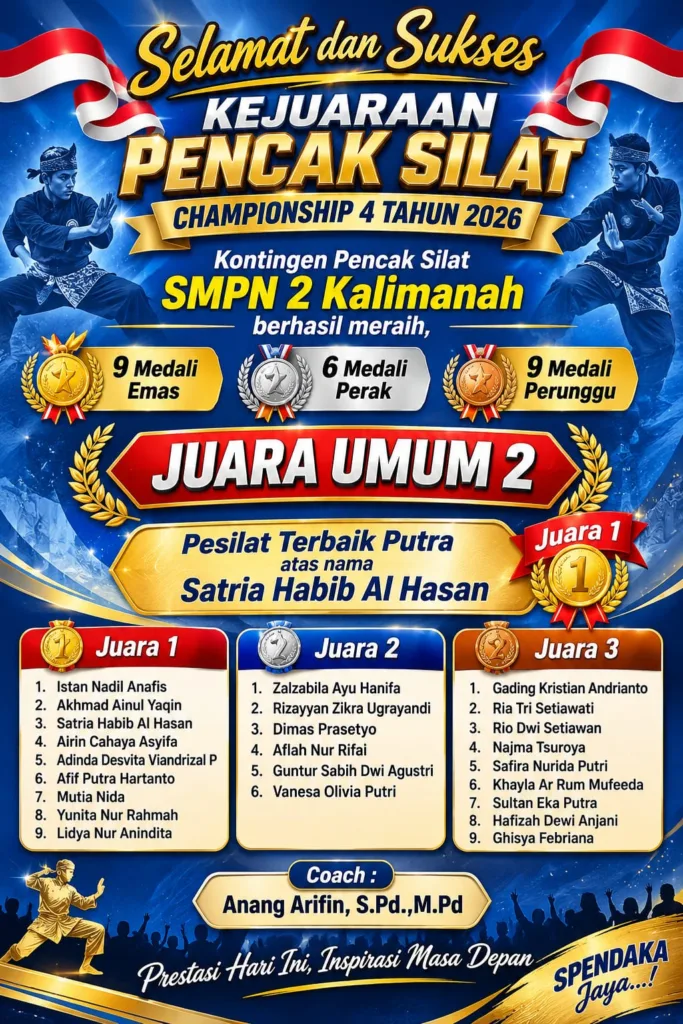 Selamat dan Sukses
KEJUARAAN
PENCAK SILAT
CHAMPIONSHIP 4 TAHUN 2026
Kontingen Pencak Silat
SMPN 2 Kalimanah
berhasil meraih,
9 Medali
Emas
6 Medali
Perak
9 Medali
Perunggu
JUARA UMUM 2
Pesilat Terbaik Putra
atas nama
Satria Habib Al Hasan
Juara 1
1
1
Juara 1
1. Istan Nadil Anafis
2. Akhmad Ainul Yaqin
3. Satria Habib Al Hasan
4. Airin Cahaya Asyifa
5. Adinda Desvita Viandrizal P
6. Afif Putra Hartanto
7. Mutia Nida
8. Yunita Nur Rahmah
9. Lidya Nur Anindita
2
Juara 2
1. Zalzabila Ayu Hanifa
2. Rizayyan Zikra Ugrayandi
3. Dimas Prasetyo
4. Aflah Nur Rifai
5. Guntur Sabih Dwi Agustri
6. Vanesa Olivia Putri
2
Juara 3
1. Gading Kristian Andrianto
2. Ria Tri Setiawati
3. Rio Dwi Setiawan
4. Najma Tsuroya
5. Safira Nurida Putri
6. Khayla Ar Rum Mufeeda
7. Sultan Eka Putra
8. Hafizah Dewi Anjani
9. Ghisya Febriana
Coach :
Anang Arifin, S.Pd.,M.Pd
Prestasi Hari Ini, Inspirasi Masa Depan
SPENDAKA
Jaya...!